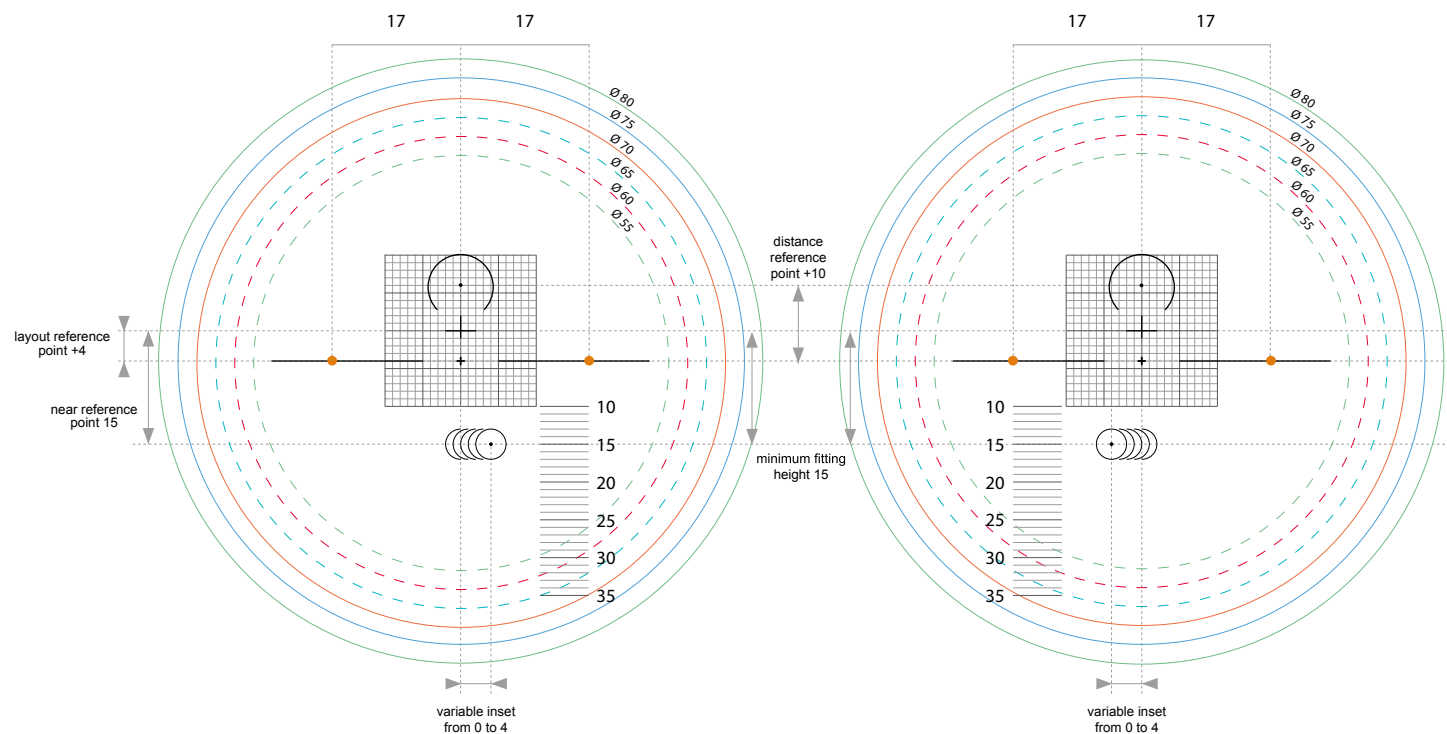 17 17
17 17
Ø 80
Ø 75
Ø 70
Ø 65
Ø 60
Ø 55
Ø 80
Ø 75
Ø 70
Ø 65
Ø 60
Ø 55
distance
reference
point +10
layout reference
point +4
near reference
point 15
10
15
20
25
30
35
minimum fitting
height 15
10
15
20
25
30
35
variable inset
from 0 to 4
variable inset
from 0 to 4